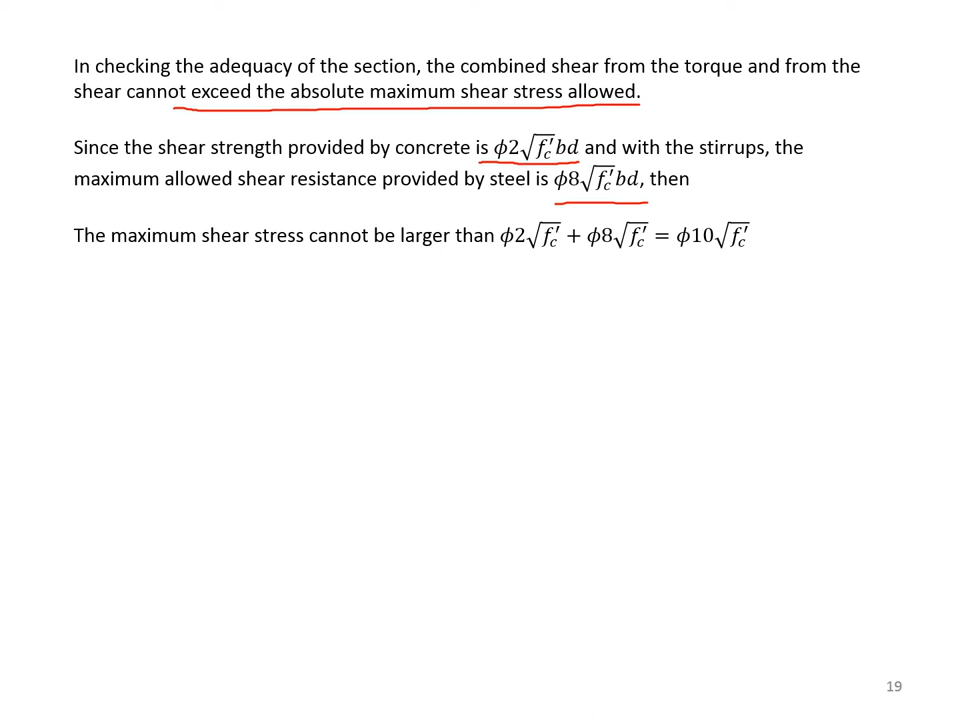 In checking the adequacy of the section, the combined shear from the torque and from the
shear cannot exceed the absolute maximum shear stress allowed.
Since the shear strength provided by concrete is ϕ2√f′c bd and with the stirrups, the
maximum allowed shear resistance provided by steel is ϕ8√f′c bd, then
The maximum shear stress cannot be larger than ϕ2√f′c + ϕ8√f′c = ϕ10√f′c
19